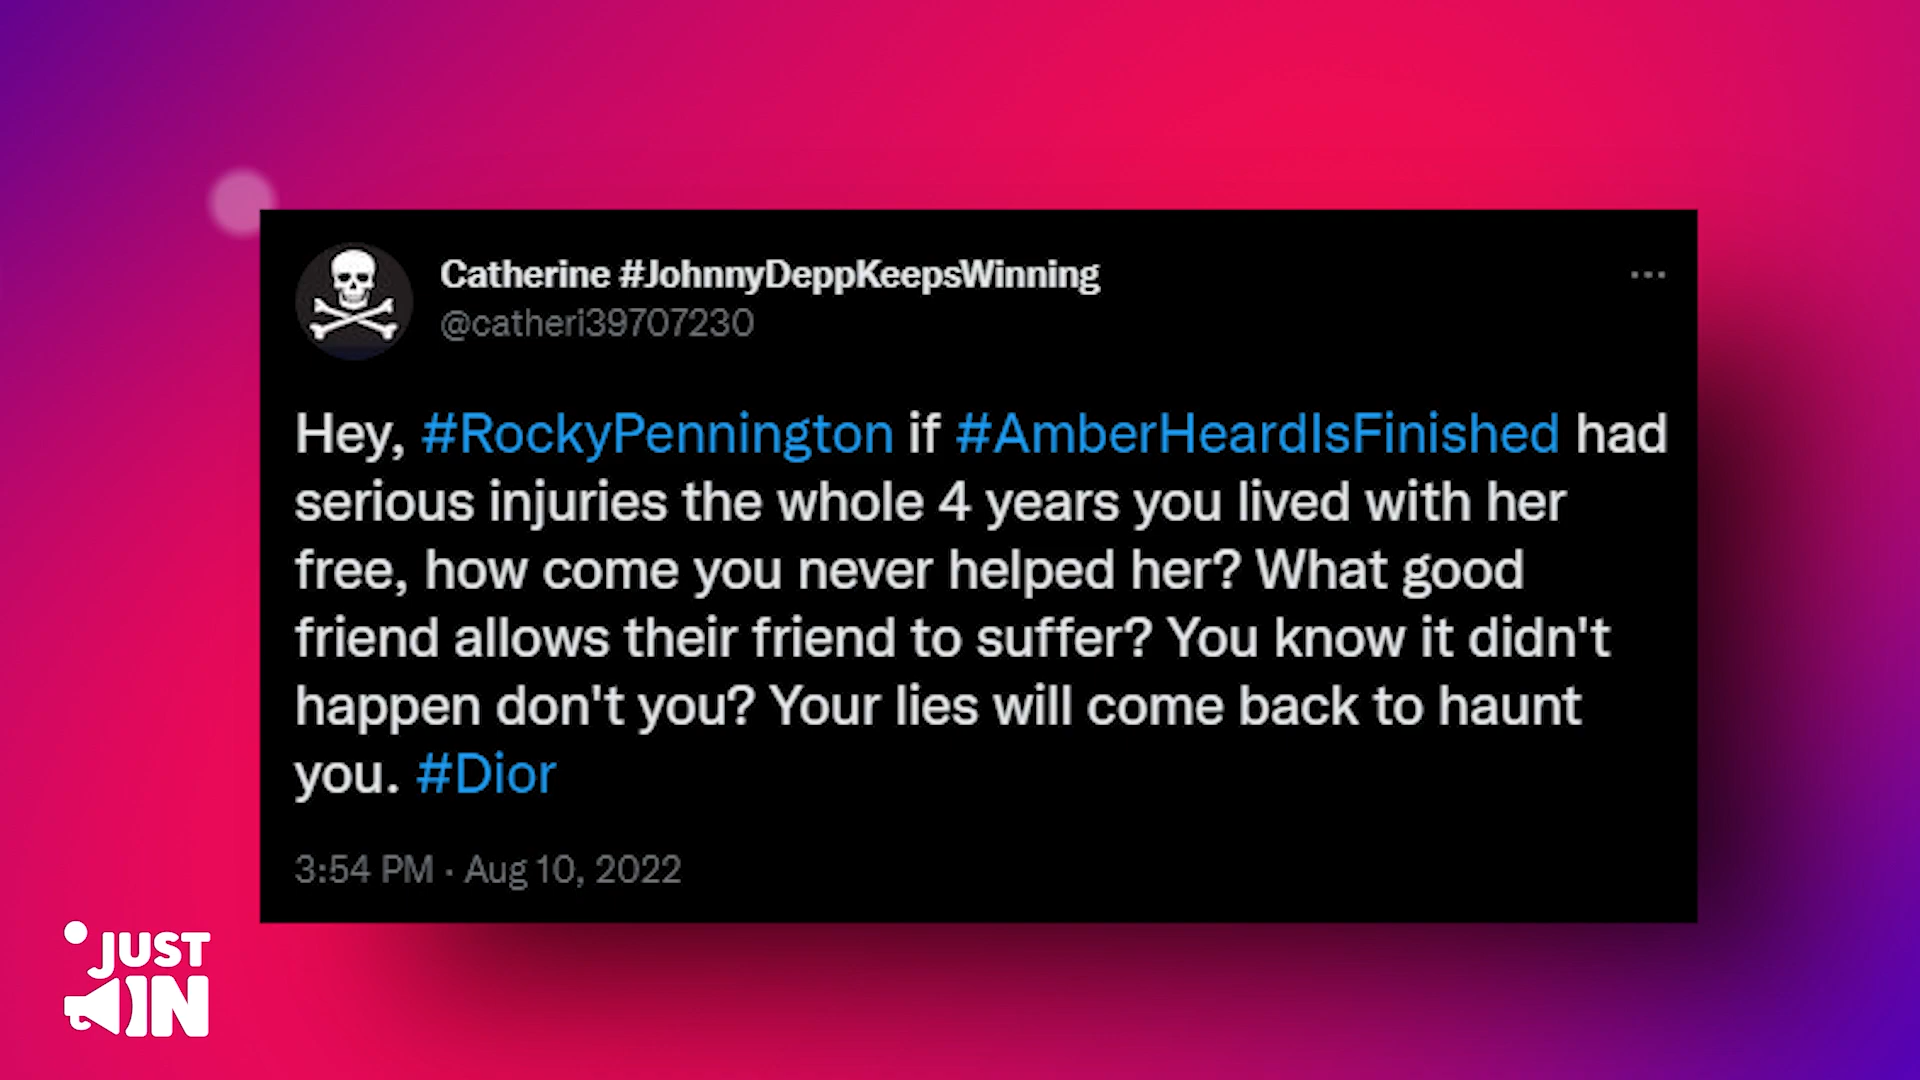 Catherine #JohnnyDeppKeepsWinning
@catheri39707230
Hey, #RockyPennington if #AmberHeardIsFinished had
serious injuries the whole 4 years you lived with her
free, how come you never helped her? What good
friend allows their friend to suffer? You know it didn't
happen don't you? Your lies will come back to haunt
you. #Dior
3:54 PM · Aug 10, 2022
JUST
IN